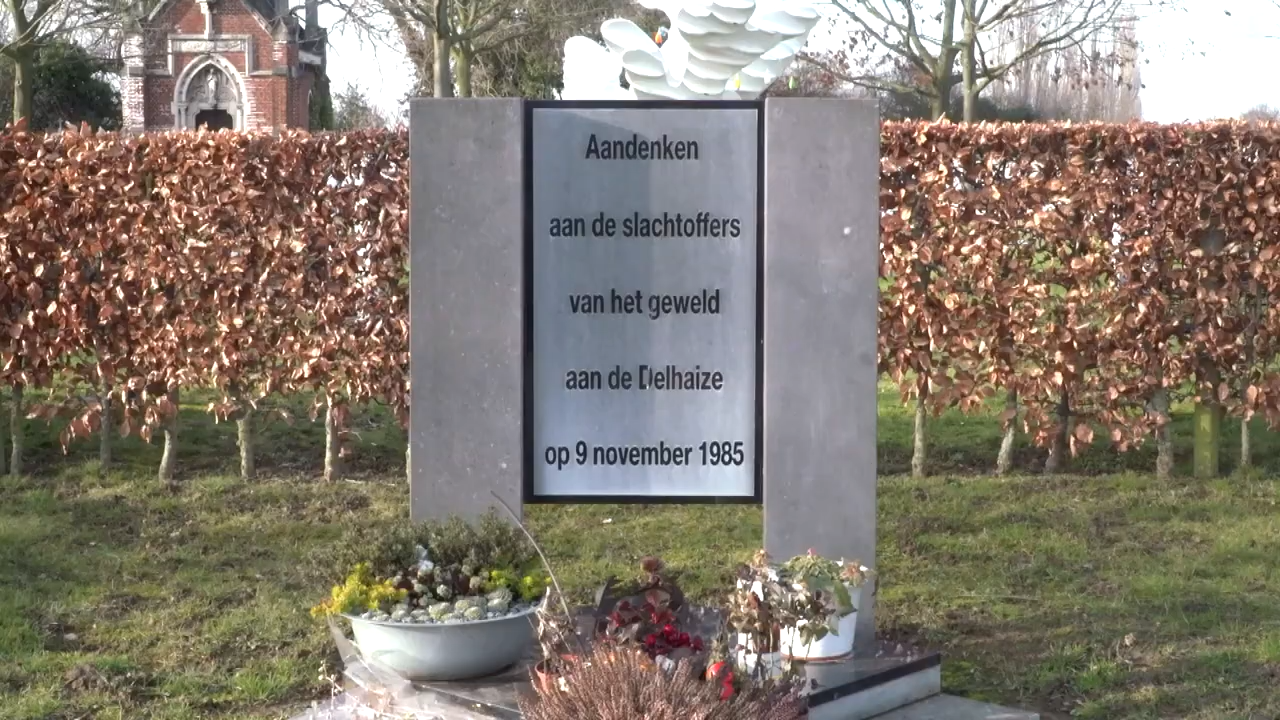 Aandenken
aan de slachtoffers
van het geweld
aan de Delhaize
op 9 november 1985